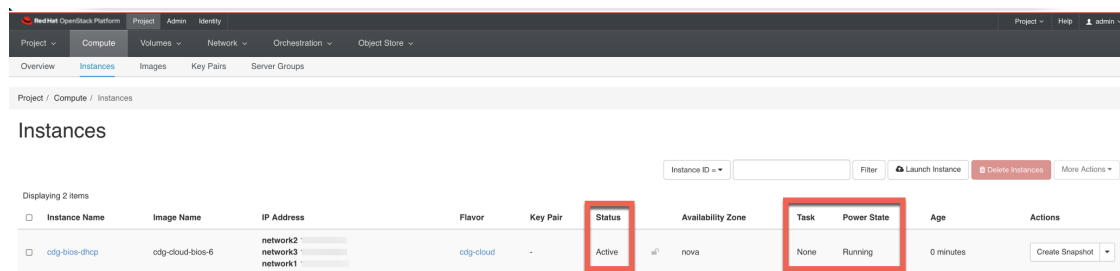 Red Hat OpenStack Platform Project Admin Identity Project Help admin
Project Compute Volumes Network Orchestration Object Store
Overview Instances Images Key Pairs Server Groups
Project / Compute / Instances
Instances
Instance ID = Filter Launch Instance Delete Instances More Actions
Displaying 2 items
Instance Name Image Name IP Address Flavor Key Pair Status Availability Zone Task Power State Age Actions
network2
cdg-bios-dhcp cdg-cloud-bios-6 network3 cdg-cloud - Active nova None Running 0 minutes Create Snapshot
network1